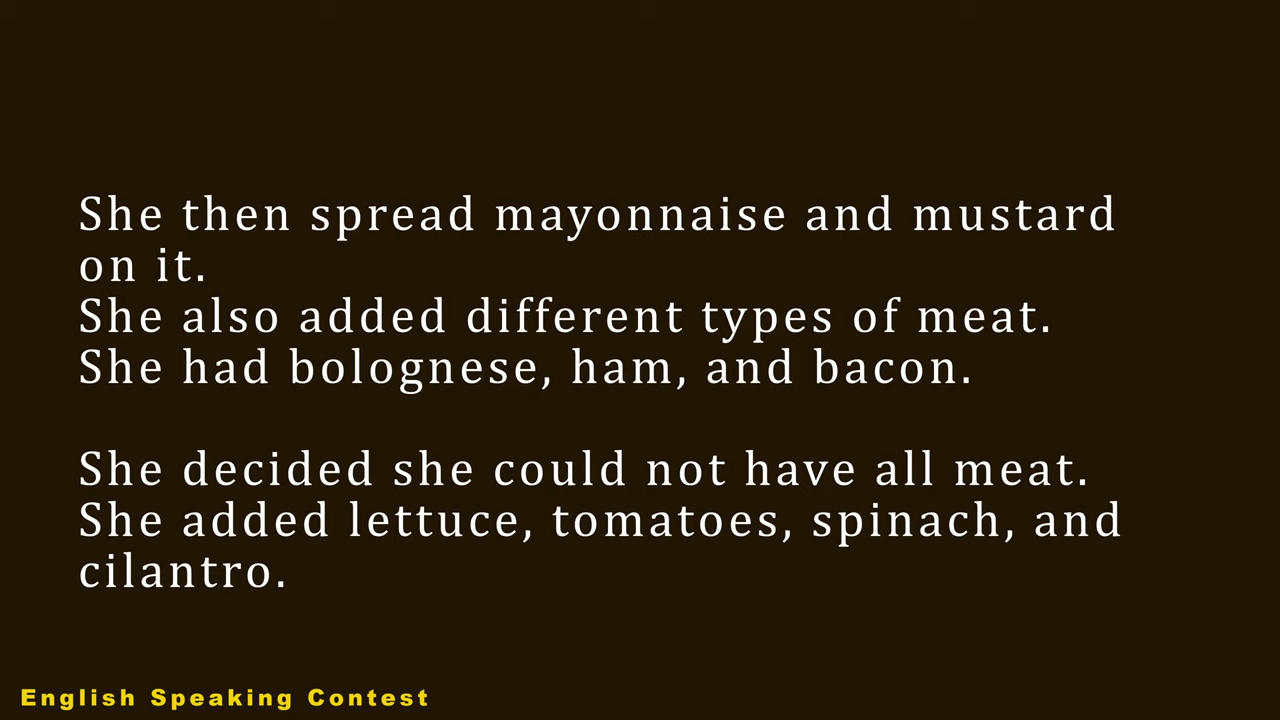 She then spread mayonnaise and mustard
on it.
She also added different types of meat.
She had bolognese, ham, and bacon.
She decided she could not have all meat.
She added lettuce, tomatoes, spinach, and
cilantro.
English Speaking Contest